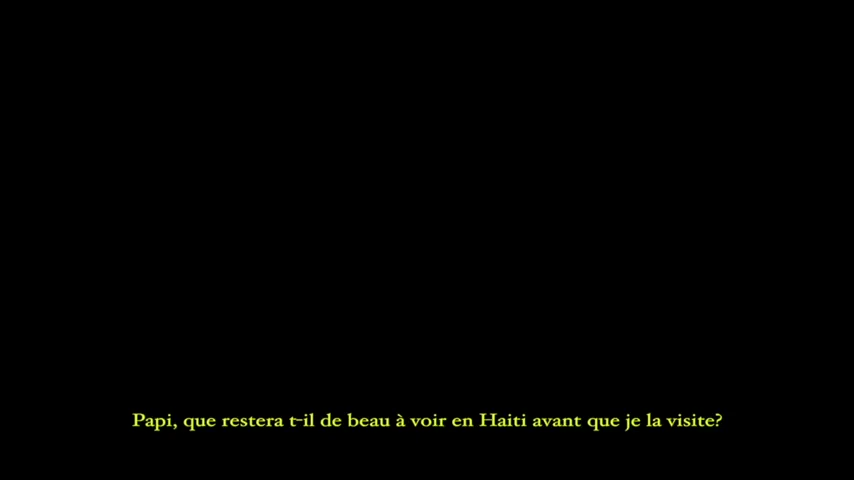 Papi, que restera t-il de beau à voir en Haiti avant que je la visite?